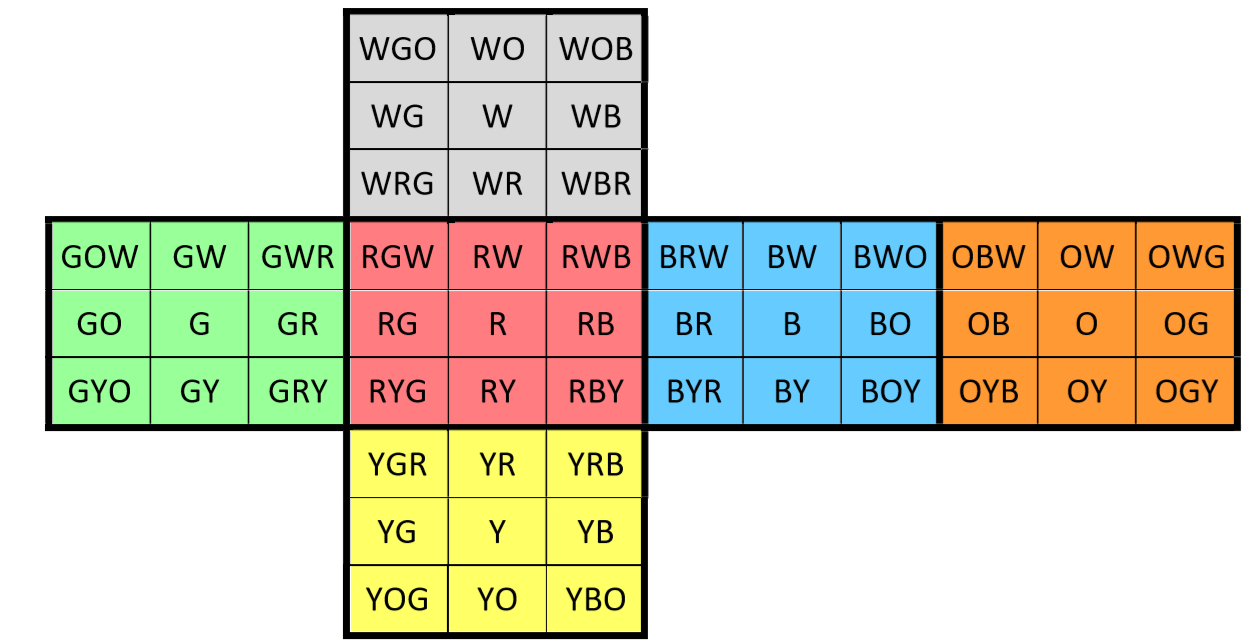 WGO WO WOB
WG W WB
WRG WR WBR
GOW GW GWR RGW RW RWB BRW BW BWO OBW OW OWG
GO G GR RG R RB BR B BO OB O OG
GYO GY GRY RYG RY RBY BYR BY BOY OYB OY OGY
YGR YR YRB
YG Y YB
YOG YO YBO